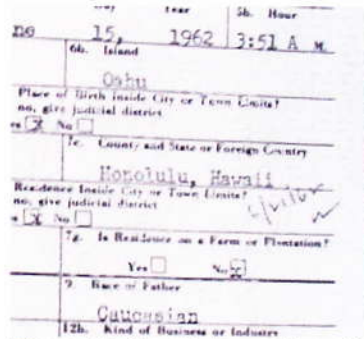 Year 5b. Hour
ne 15, 1962 3:51 A M.
6b. Island
Oahu
Place of Birth Inside City or Town Limits?
no, give judicial district
es X No
7c. County and State or Foreign Country
Honolulu, Hawaii
Residence Inside City or Town Limits?
no, give judicial district
s X No
7g. Is Residence on a Farm or Plantation?
Yes No X
9. Race of Father
Caucasian
12b. Kind of Business or Industry